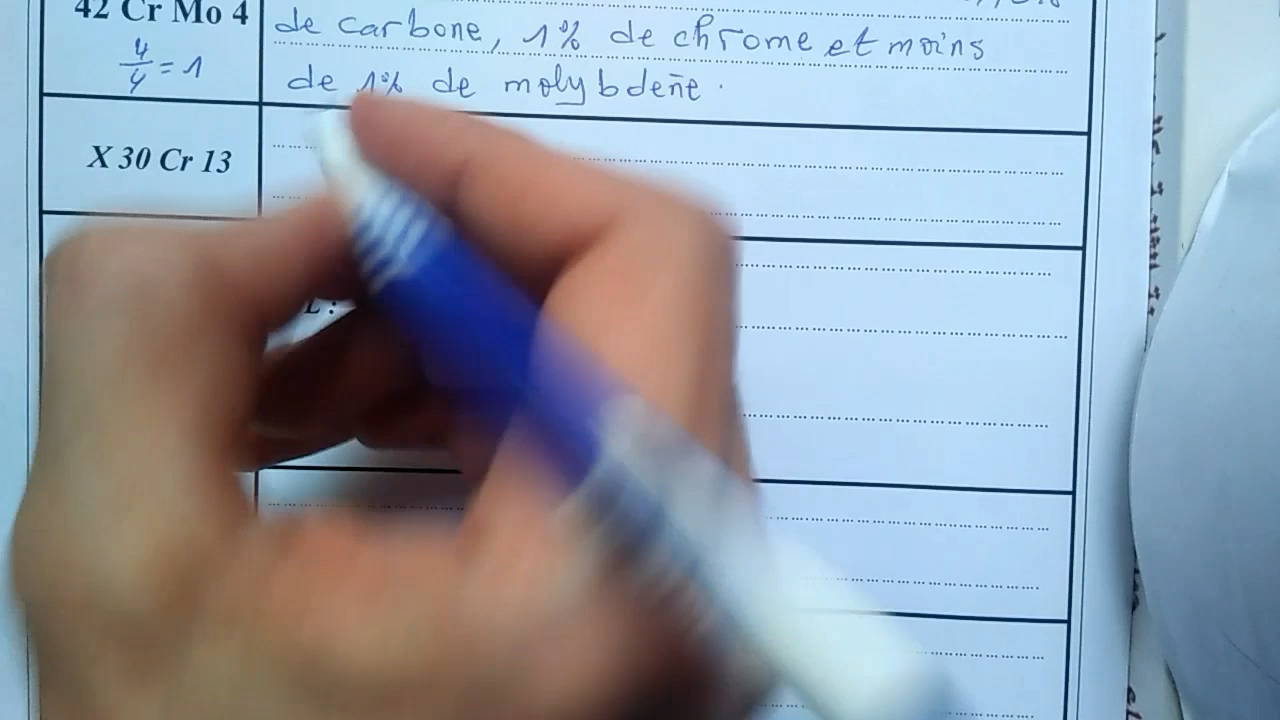 42 Cr Mo 4
de carbone, 1% de chrome et moins
4/4 = 1
de 1% de molybdene.
X 30 Cr 13
L :